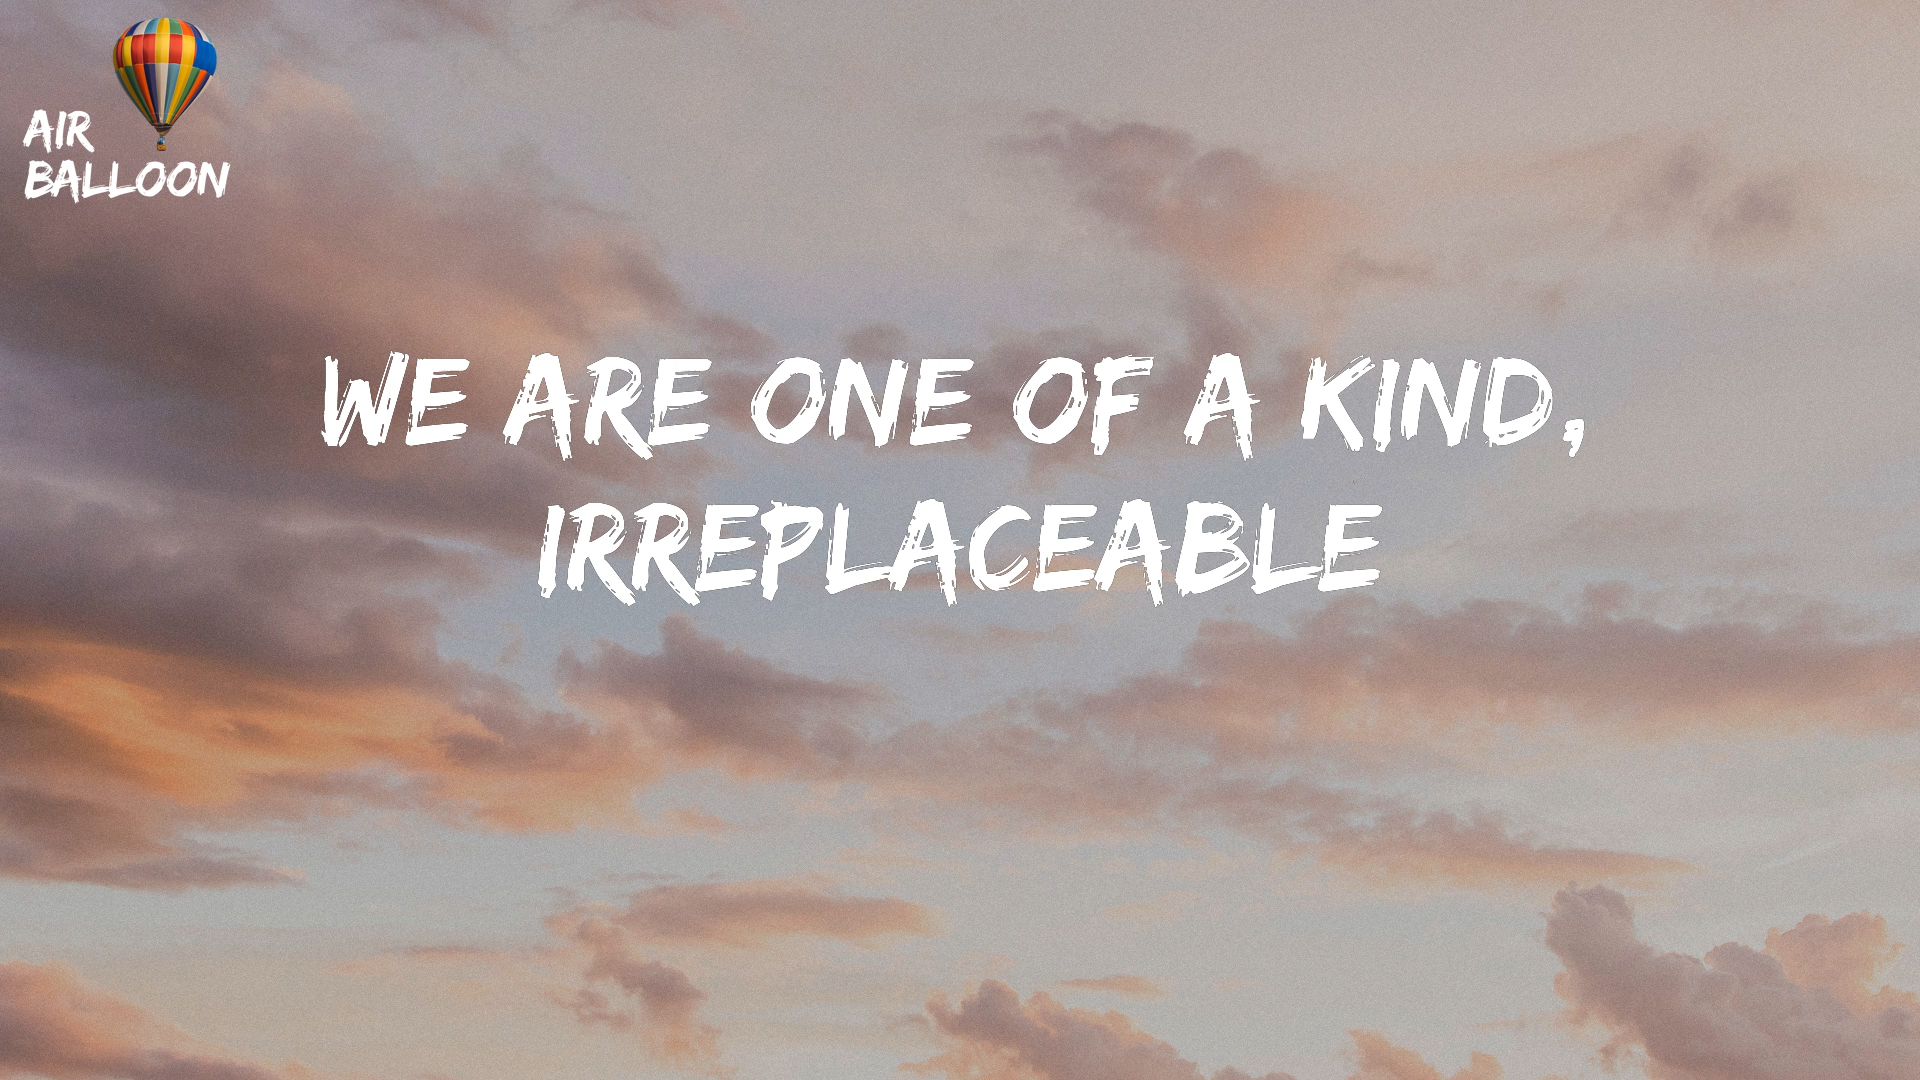 AIR
BALLOON
WE ARE ONE OF A KIND,
IRREPLACEABLE